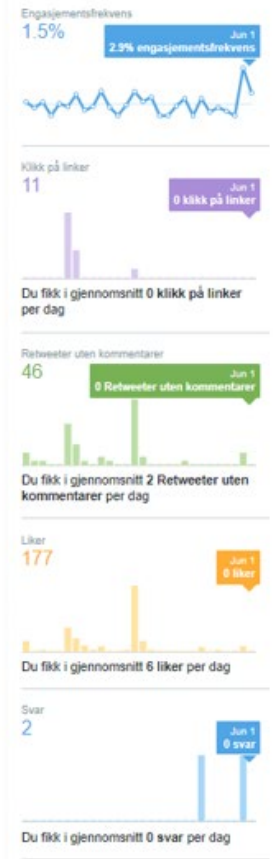 Engasjementsfrekvens
1.5%
Jun 1
2.9% engasjementsfrekvens
Klikk på linker
11
Jun 1
0 klikk på linker
Du fikk i gjennomsnitt 0 klikk på linker
per dag
Retweeter uten kommentarer
46
Jun 1
0 Retweeter uten kommentarer
Du fikk i gjennomsnitt 2 Retweeter uten
kommentarer per dag
Liker
177
Jun 1
0 liker
Du fikk i gjennomsnitt 6 liker per dag
Svar
2
Jun 1
0 svar
Du fikk i gjennomsnitt 0 svar per dag